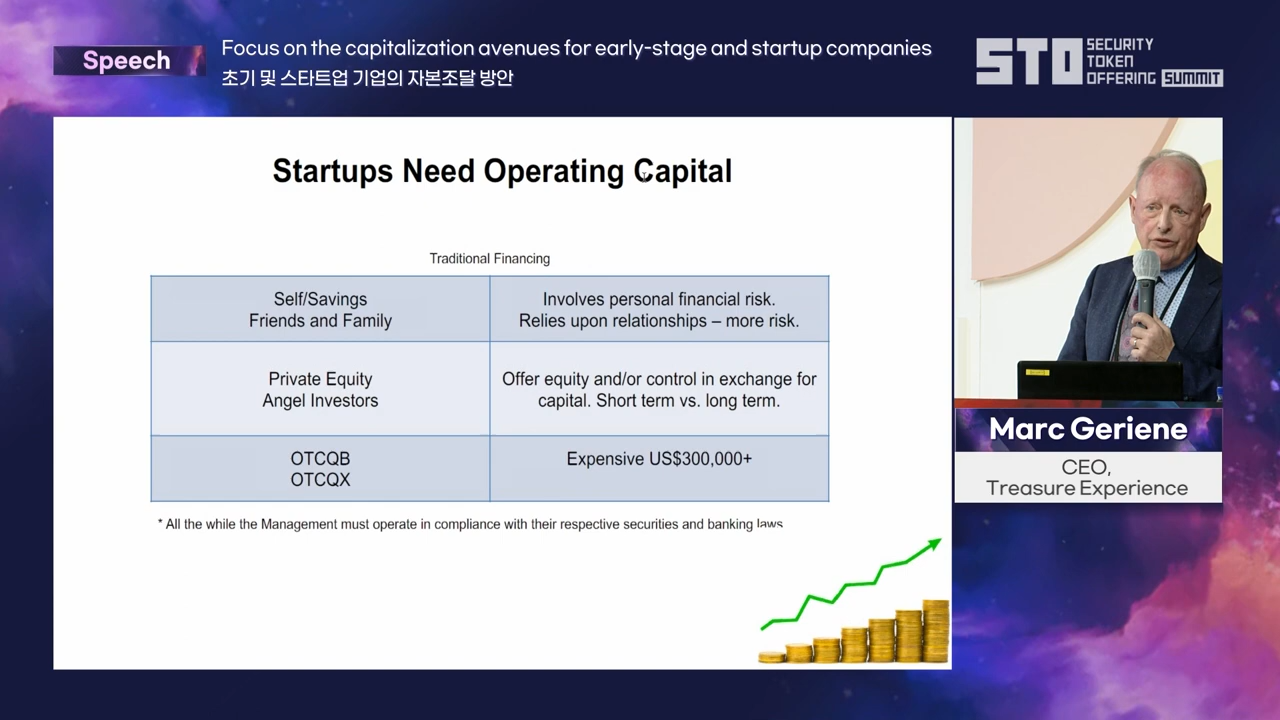 Speech
Focus on the capitalization avenues for early-stage and startup companies
초기 및 스타트업 기업의 자본조달 방안
STO
SECURITY
TOKEN
OFFERING SUMMIT
Startups Need Operating Capital
Traditional Financing
Self/Savings
Friends and Family
Involves personal financial risk.
Relies upon relationships – more risk.
Private Equity
Angel Investors
Offer equity and/or control in exchange for
capital. Short term vs. long term.
OTCQB
OTCQX
Expensive US$300,000+
* All the while the Management must operate in compliance with their respective securities and banking laws
Marc Geriene
CEO,
Treasure Experience